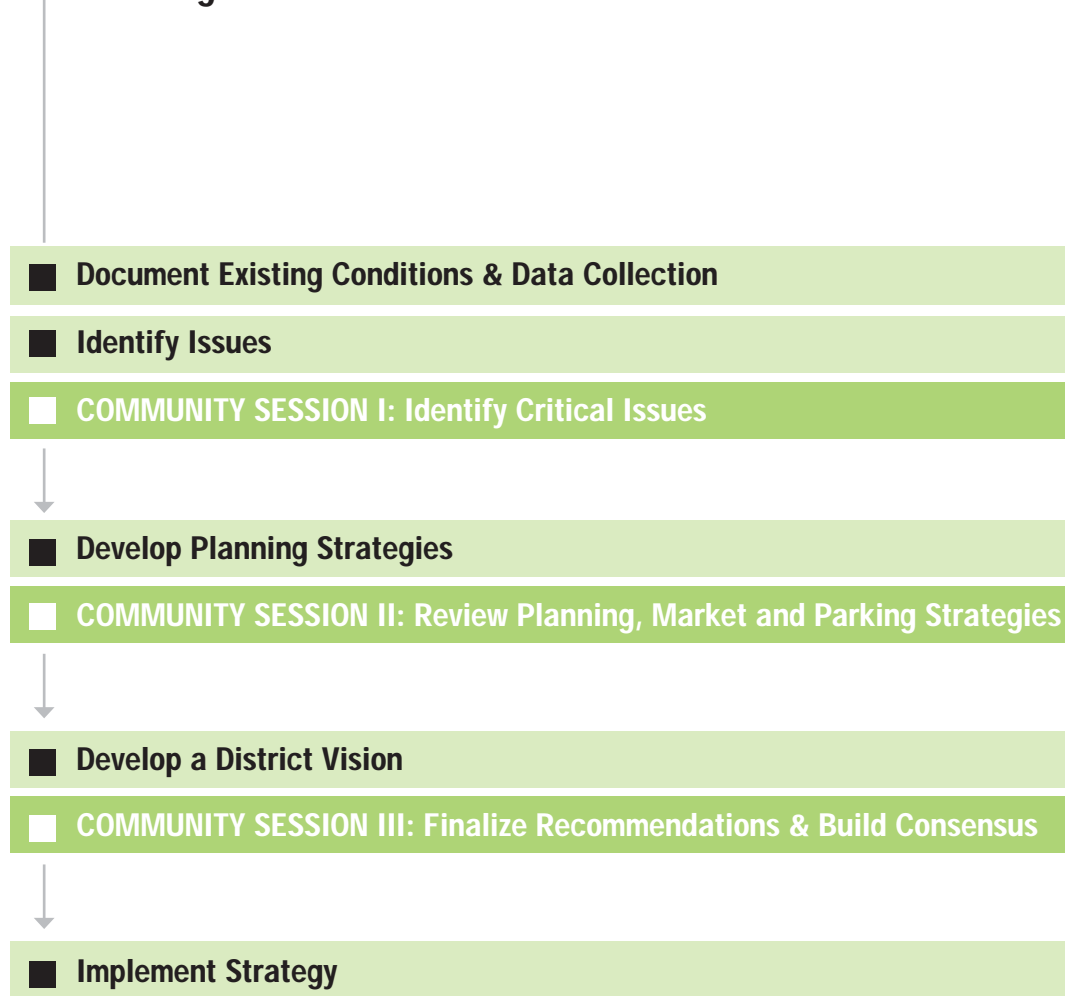 Document Existing Conditions & Data Collection
Identify Issues
COMMUNITY SESSION I: Identify Critical Issues
Develop Planning Strategies
COMMUNITY SESSION II: Review Planning, Market and Parking Strategies
Develop a District Vision
COMMUNITY SESSION III: Finalize Recommendations & Build Consensus
Implement Strategy